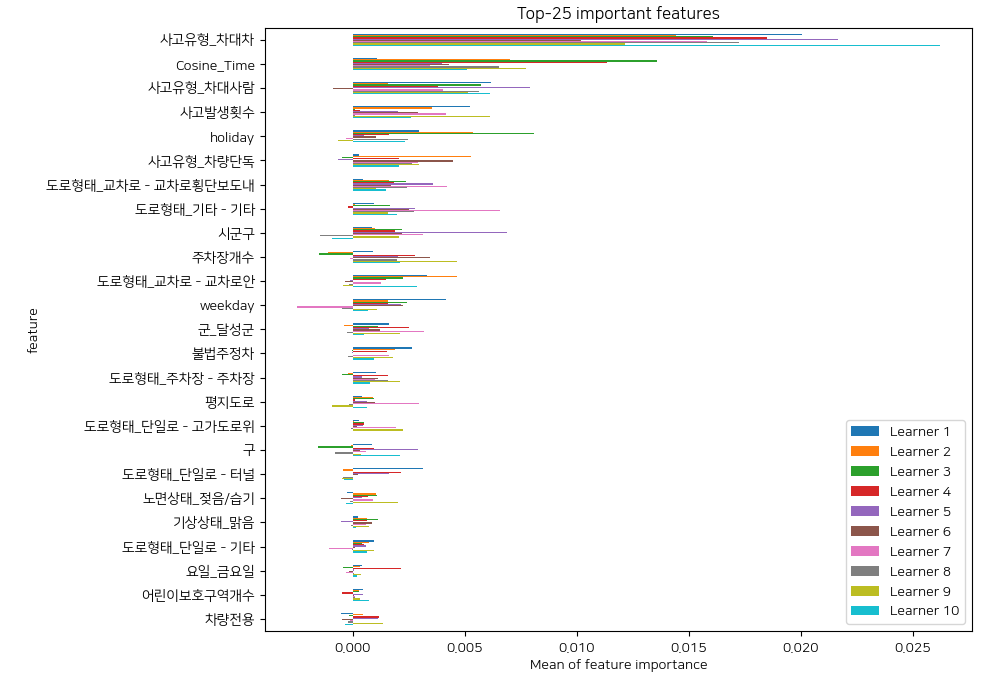 Top-25 important features
사고유형_차대차
Cosine_Time
사고유형_차대사람
사고발생횟수
holiday
사고유형_차량단독
도로형태_교차로 - 교차로횡단보도내
도로형태_기타 - 기타
시군구
주차장개수
도로형태_교차로 - 교차로안
weekday
군_달성군
불법주정차
도로형태_주차장 - 주차장
평지도로
도로형태_단일로 - 고가도로위
구
도로형태_단일로 - 터널
노면상태_젖음/습기
기상상태_맑음
도로형태_단일로 - 기타
요일_금요일
어린이보호구역개수
차량전용
feature
Learner 1
Learner 2
Learner 3
Learner 4
Learner 5
Learner 6
Learner 7
Learner 8
Learner 9
Learner 10
0.000 0.005 0.010 0.015 0.020 0.025
Mean of feature importance